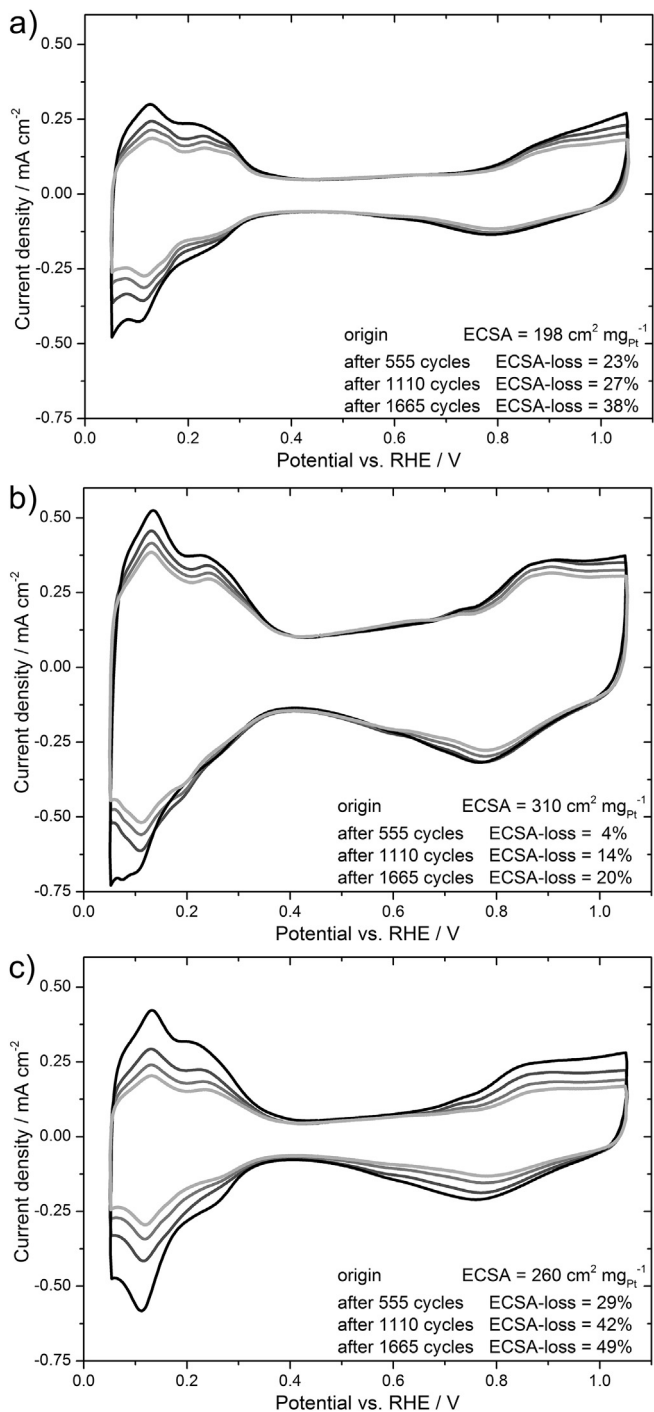 a)
0.50
0.25
0.00
-0.25
-0.50
-0.75
Current density / mA cm-2
origin ECSA = 198 cm2 mgPt-1
after 555 cycles ECSA-loss = 23%
after 1110 cycles ECSA-loss = 27%
after 1665 cycles ECSA-loss = 38%
0.0 0.2 0.4 0.6 0.8 1.0
Potential vs. RHE / V
b)
0.50
0.25
0.00
-0.25
-0.50
-0.75
Current density / mA cm-2
origin ECSA = 310 cm2 mgPt-1
after 555 cycles ECSA-loss = 4%
after 1110 cycles ECSA-loss = 14%
after 1665 cycles ECSA-loss = 20%
0.0 0.2 0.4 0.6 0.8 1.0
Potential vs. RHE / V
c)
0.50
0.25
0.00
-0.25
-0.50
-0.75
Current density / mA cm-2
origin ECSA = 260 cm2 mgPt-1
after 555 cycles ECSA-loss = 29%
after 1110 cycles ECSA-loss = 42%
after 1665 cycles ECSA-loss = 49%
0.0 0.2 0.4 0.6 0.8 1.0
Potential vs. RHE / V